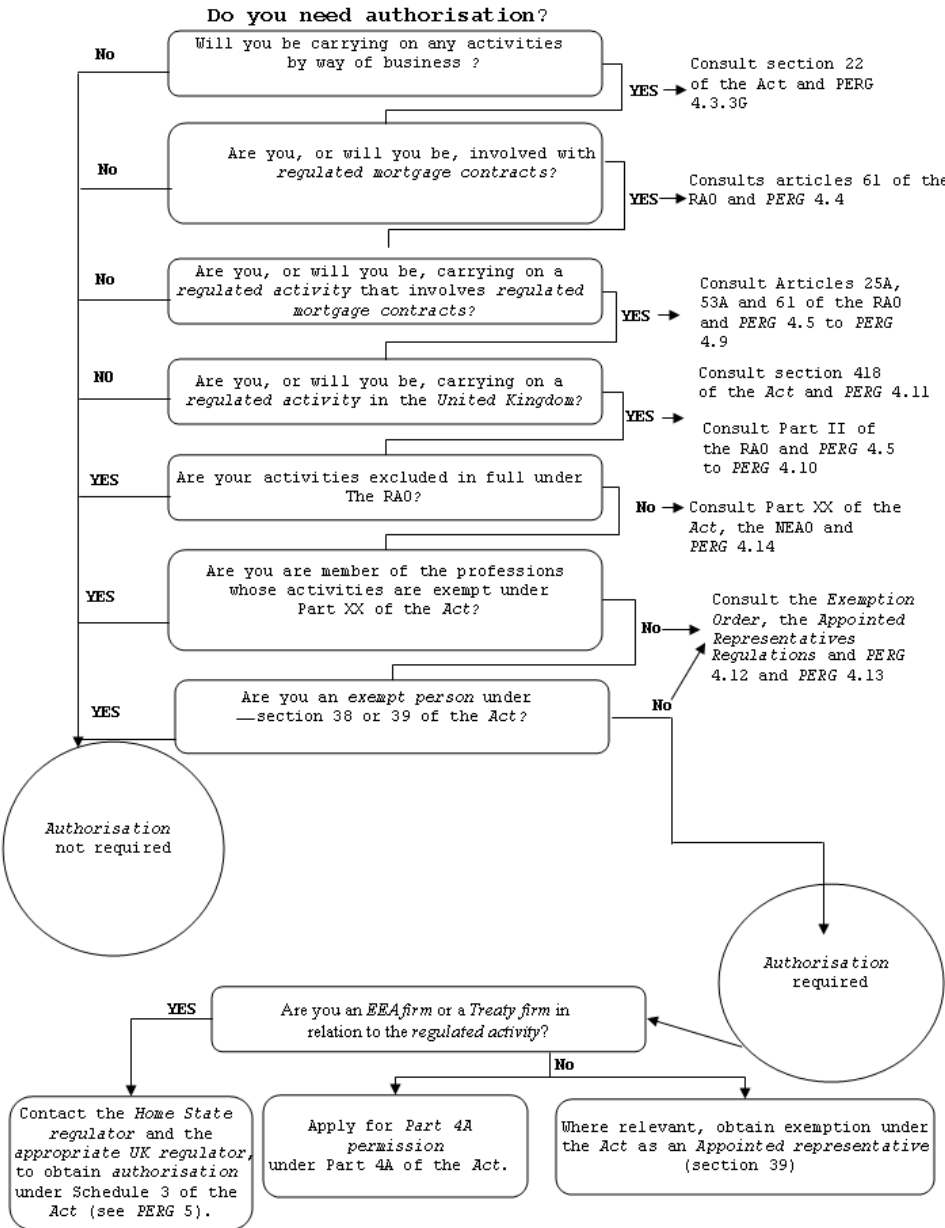 Do you need authorisation?
Will you be carrying on any activities
by way of business ?
No
YES
Consult section 22
of the Act and PERG
4.3.3G
Are you, or will you be, involved with
regulated mortgage contracts?
No
YES
Consults articles 61 of the
RAO and PERG 4.4
Are you, or will you be, carrying on a
regulated activity that involves regulated
mortgage contracts?
No
YES
Consult Articles 25A,
53A and 61 of the RAO
and PERG 4.5 to PERG
4.9
Are you, or will you be, carrying on a
regulated activity in the United Kingdom?
NO
YES
Consult section 418
of the Act and PERG 4.11
Consult Part II of
the RAO and PERG 4.5
to PERG 4.10
Are your activities excluded in full under
The RAO?
YES
No
Consult Part XX of the
Act, the NEAO and
PERG 4.14
Are you are member of the professions
whose activities are exempt under
Part XX of the Act?
YES
No
Consult the Exemption
Order, the Appointed
Representatives
Regulations and PERG
4.12 and PERG 4.13
Are you an exempt person under
section 38 or 39 of the Act?
YES
No
Authorisation
not required
Authorisation
required
Are you an EEA firm or a Treaty firm in
relation to the regulated activity?
YES
No
Contact the Home State
regulator and the
appropriate UK regulator,
to obtain authorisation
under Schedule 3 of the
Act (see PERG 5).
Apply for Part 4A
permission
under Part 4A of the Act.
Where relevant, obtain exemption under
the Act as an Appointed representative
(section 39)